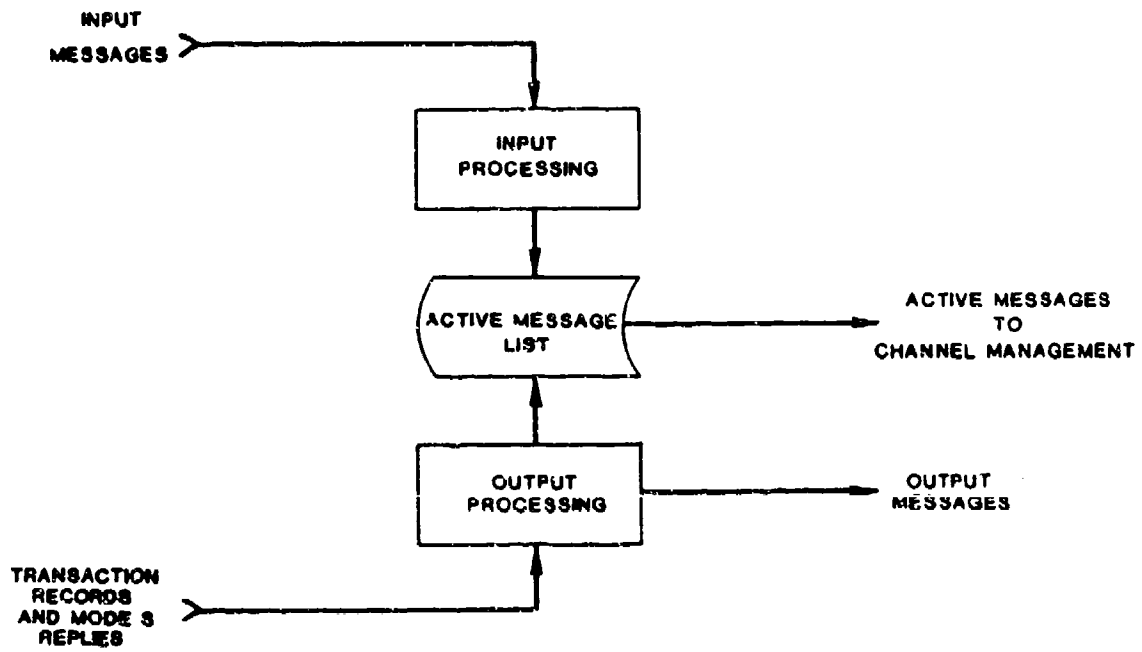 INPUT
MESSAGES
INPUT
PROCESSING
ACTIVE MESSAGE
LIST
ACTIVE MESSAGES
TO
CHANNEL MANAGEMENT
OUTPUT
PROCESSING
OUTPUT
MESSAGES
TRANSACTION
RECORDS
AND MODE S
REPLIES